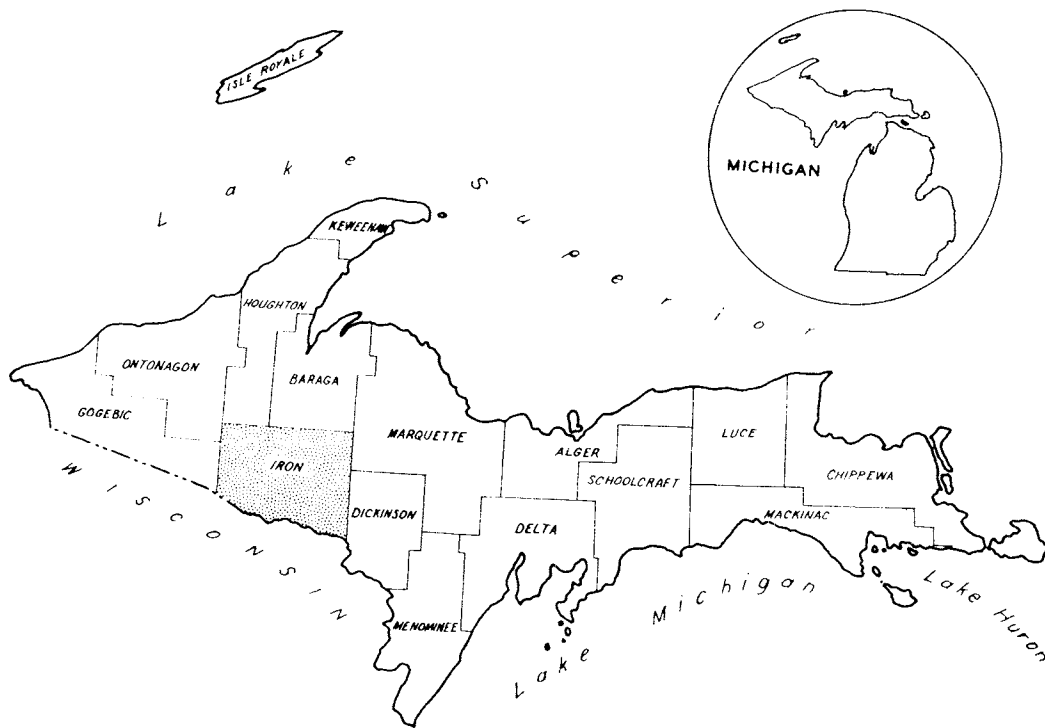 ISLE ROYALE
MICHIGAN
Lake Superior
KEWEENAW
HOUGHTON
ONTONAGON
BARAGA
GOGEBIC
MARQUETTE
IRON
ALGER
LUCE
SCHOOLCRAFT
CHIPPEWA
DICKINSON
DELTA
MACKINAC
MENOMINEE
WISCONSIN
Lake Michigan
Lake Huron